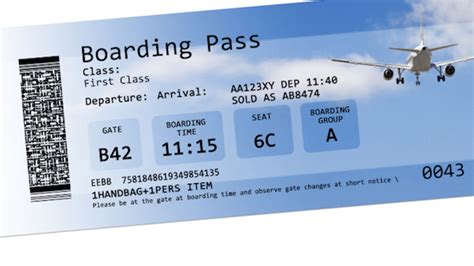 Boarding Pass
Class:
First Class
Departure: Arrival:
AA123XY DEP 11:40
SOLD AS AB8474
GATE
B42
BOARDING TIME
11:15
SEAT
6C
BOARDING GROUP
A
EEBB 7581848619349854135
1HANDBAG+1PERS ITEM
Please be at the gate at boarding time and observe gate changes at short notice \
0043